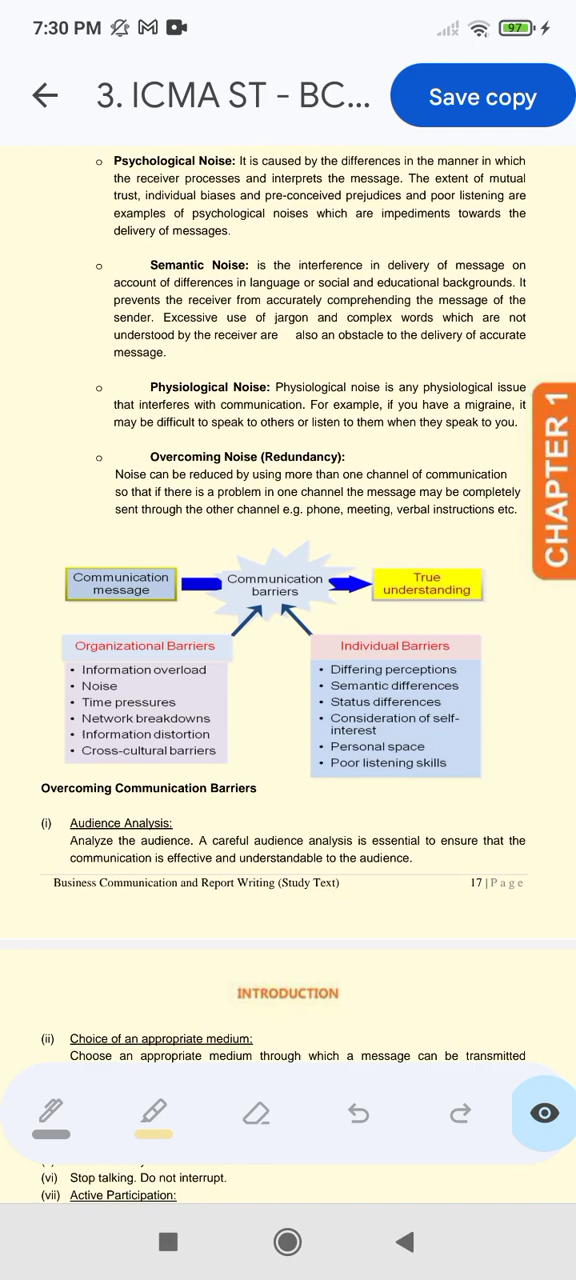 7:30 PM
97
3. ICMA ST - BC...
Save copy
o Psychological Noise: It is caused by the differences in the manner in which
the receiver processes and interprets the message. The extent of mutual
trust, individual biases and pre-conceived prejudices and poor listening are
examples of psychological noises which are impediments towards the
delivery of messages.
o Semantic Noise: is the interference in delivery of message on
account of differences in language or social and educational backgrounds. It
prevents the receiver from accurately comprehending the message of the
sender. Excessive use of jargon and complex words which are not
understood by the receiver are also an obstacle to the delivery of accurate
message.
o Physiological Noise: Physiological noise is any physiological issue
that interferes with communication. For example, if you have a migraine, it
may be difficult to speak to others or listen to them when they speak to you.
o Overcoming Noise (Redundancy):
Noise can be reduced by using more than one channel of communication
so that if there is a problem in one channel the message may be completely
sent through the other channel e.g. phone, meeting, verbal instructions etc.
CHAPTER 1
Communication
message
Communication
barriers
True
understanding
Organizational Barriers
• Information overload
• Noise
• Time pressures
• Network breakdowns
• Information distortion
• Cross-cultural barriers
Individual Barriers
• Differing perceptions
• Semantic differences
• Status differences
• Consideration of self-
interest
• Personal space
• Poor listening skills
Overcoming Communication Barriers
(i) Audience Analysis:
Analyze the audience. A careful audience analysis is essential to ensure that the
communication is effective and understandable to the audience.
Business Communication and Report Writing (Study Text) 17 | Page
INTRODUCTION
(ii) Choice of an appropriate medium:
Choose an appropriate medium through which a message can be transmitted
(vi) Stop talking. Do not interrupt.
(vii) Active Participation: